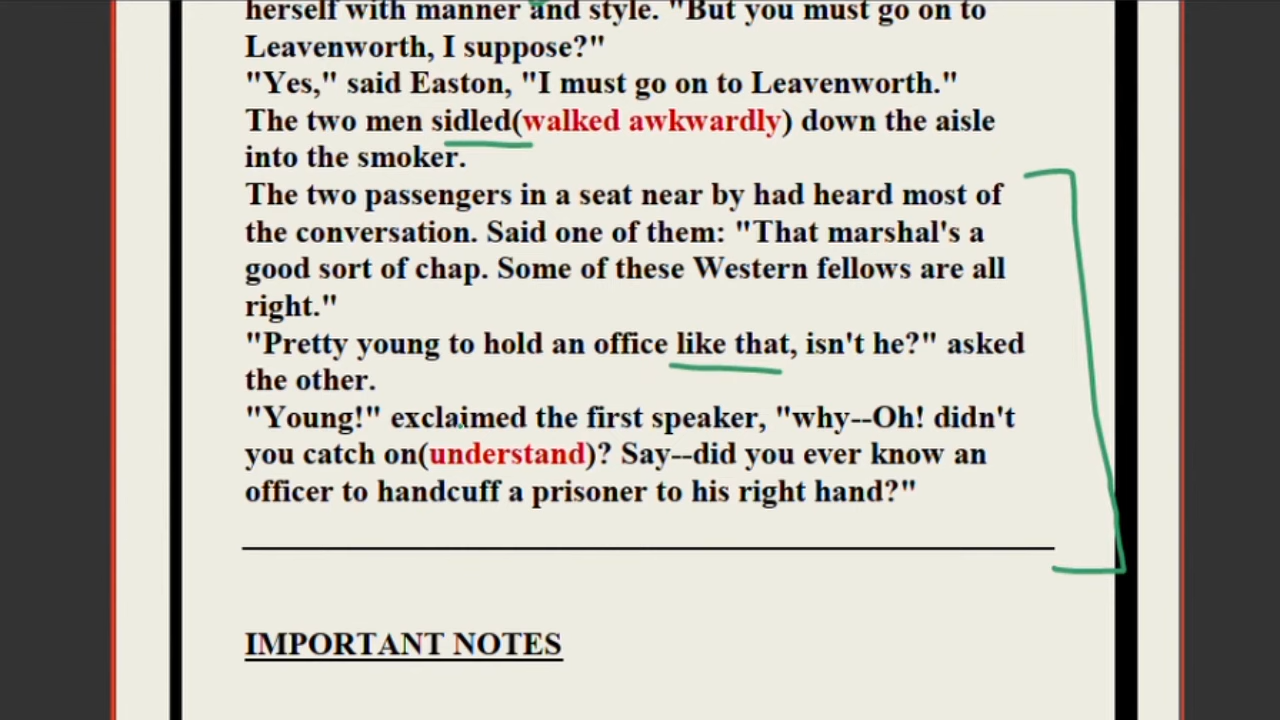 herself with manner and style. "But you must go on to
Leavenworth, I suppose?"
"Yes," said Easton, "I must go on to Leavenworth."
The two men sidled(walked awkwardly) down the aisle
into the smoker.
The two passengers in a seat near by had heard most of
the conversation. Said one of them: "That marshal's a
good sort of chap. Some of these Western fellows are all
right."
"Pretty young to hold an office like that, isn't he?" asked
the other.
"Young!" exclaimed the first speaker, "why--Oh! didn't
you catch on(understand)? Say--did you ever know an
officer to handcuff a prisoner to his right hand?"
IMPORTANT NOTES